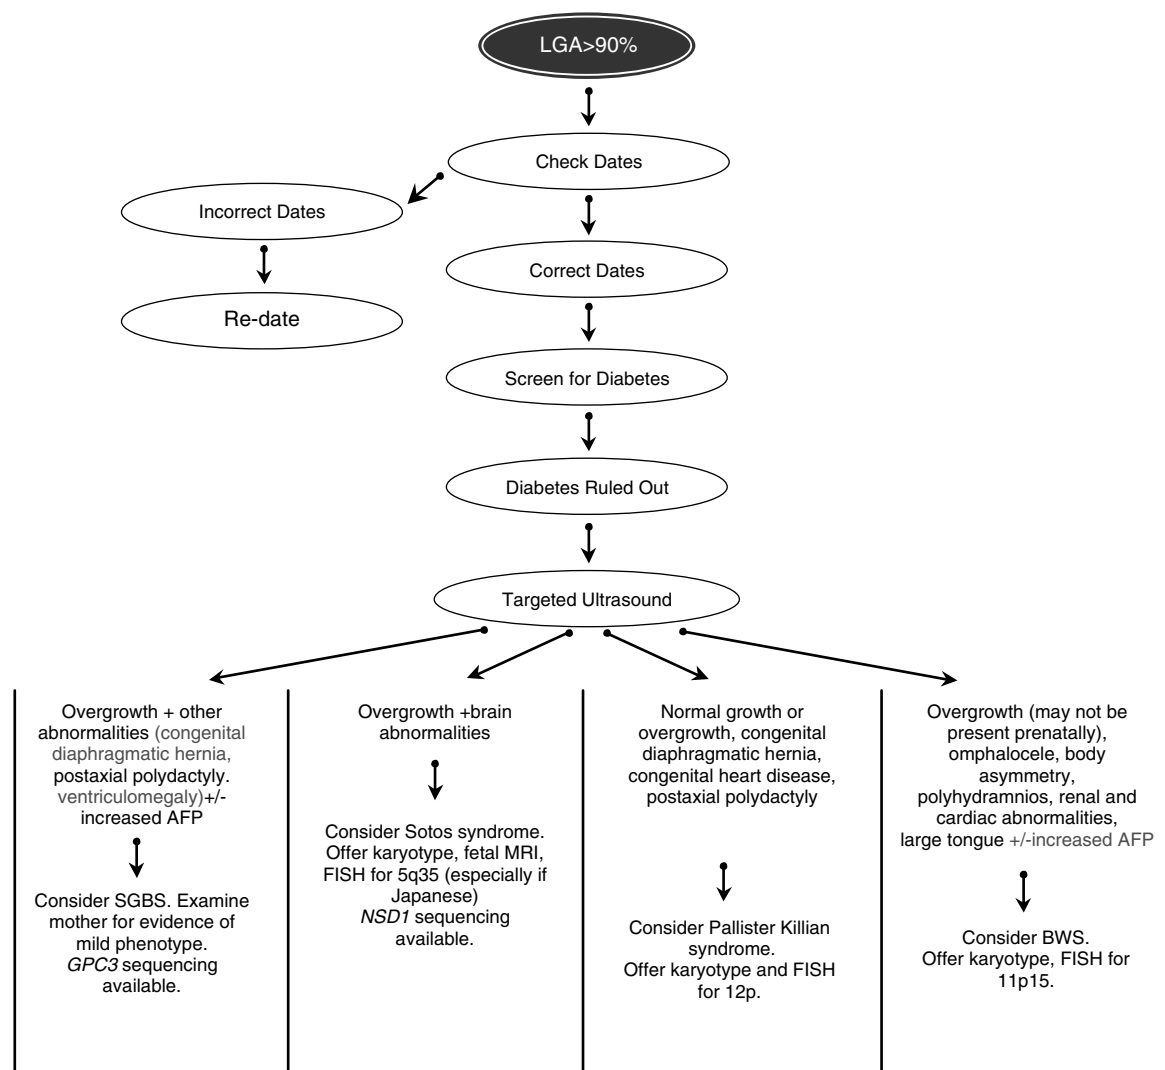 LGA>90%
Check Dates
Incorrect Dates
Correct Dates
Re-date
Screen for Diabetes
Diabetes Ruled Out
Targeted Ultrasound
Overgrowth + other
abnormalities (congenital
diaphragmatic hernia,
postaxial polydactyly.
ventriculomegaly)+/-
increased AFP
Consider SGBS. Examine
mother for evidence of
mild phenotype.
GPC3 sequencing
available.
Overgrowth +brain
abnormalities
Consider Sotos syndrome.
Offer karyotype, fetal MRI,
FISH for 5q35 (especially if
Japanese)
NSD1 sequencing
available.
Normal growth or
overgrowth, congenital
diaphragmatic hernia,
congenital heart disease,
postaxial polydactyly
Consider Pallister Killian
syndrome.
Offer karyotype and FISH
for 12p.
Overgrowth (may not be
present prenatally),
omphalocele, body
asymmetry,
polyhydramnios, renal and
cardiac abnormalities,
large tongue +/-increased AFP
Consider BWS.
Offer karyotype, FISH for
11p15.